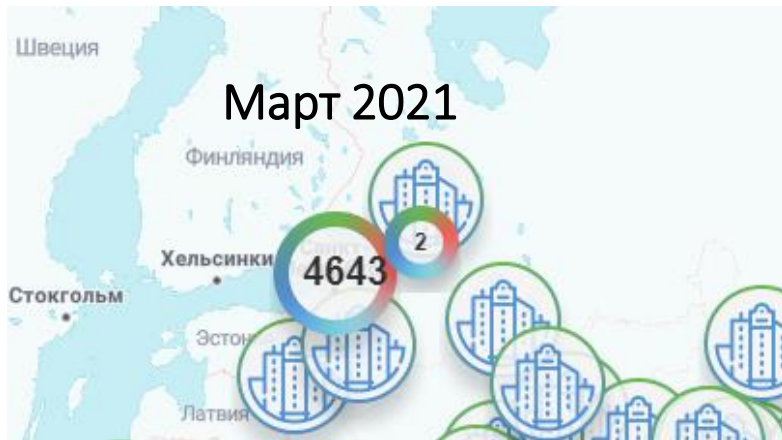 Швеция
Март 2021
Финляндия
2
Хельсинки
4643
Стокгольм
Эстон
Латвия